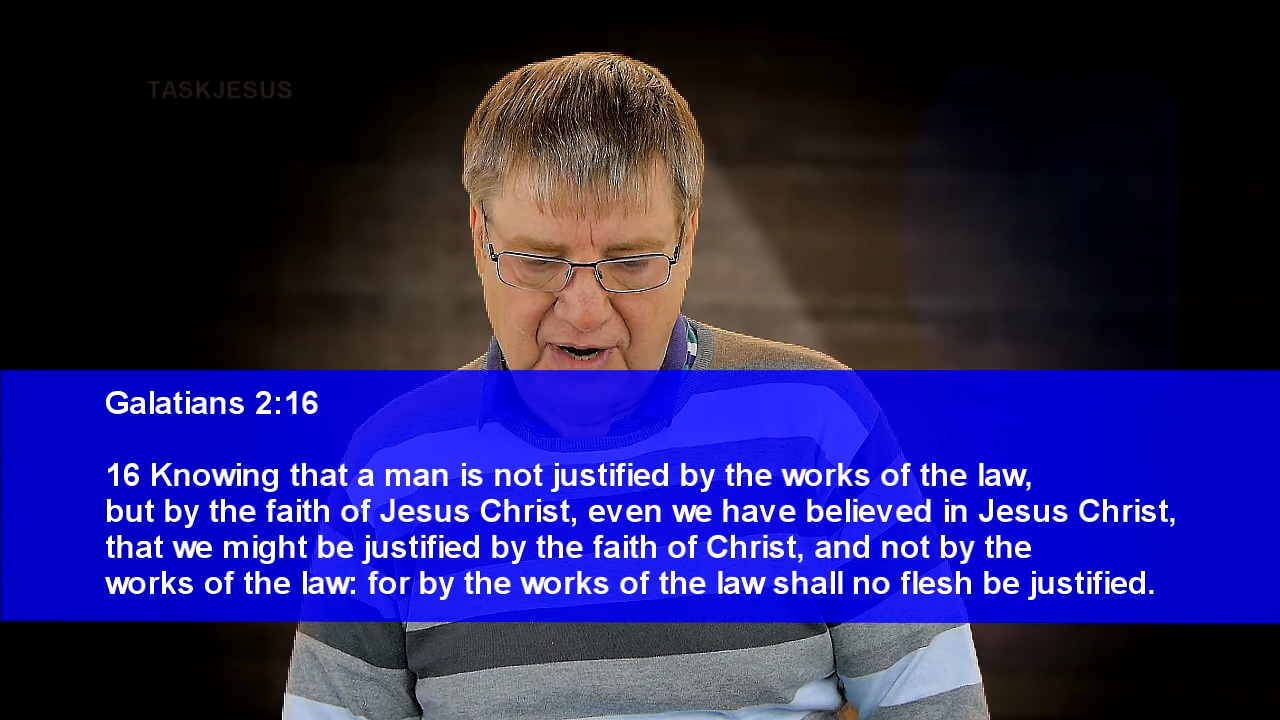 TASKJESUS
Galatians 2:16
16 Knowing that a man is not justified by the works of the law,
but by the faith of Jesus Christ, even we have believed in Jesus Christ,
that we might be justified by the faith of Christ, and not by the
works of the law: for by the works of the law shall no flesh be justified.